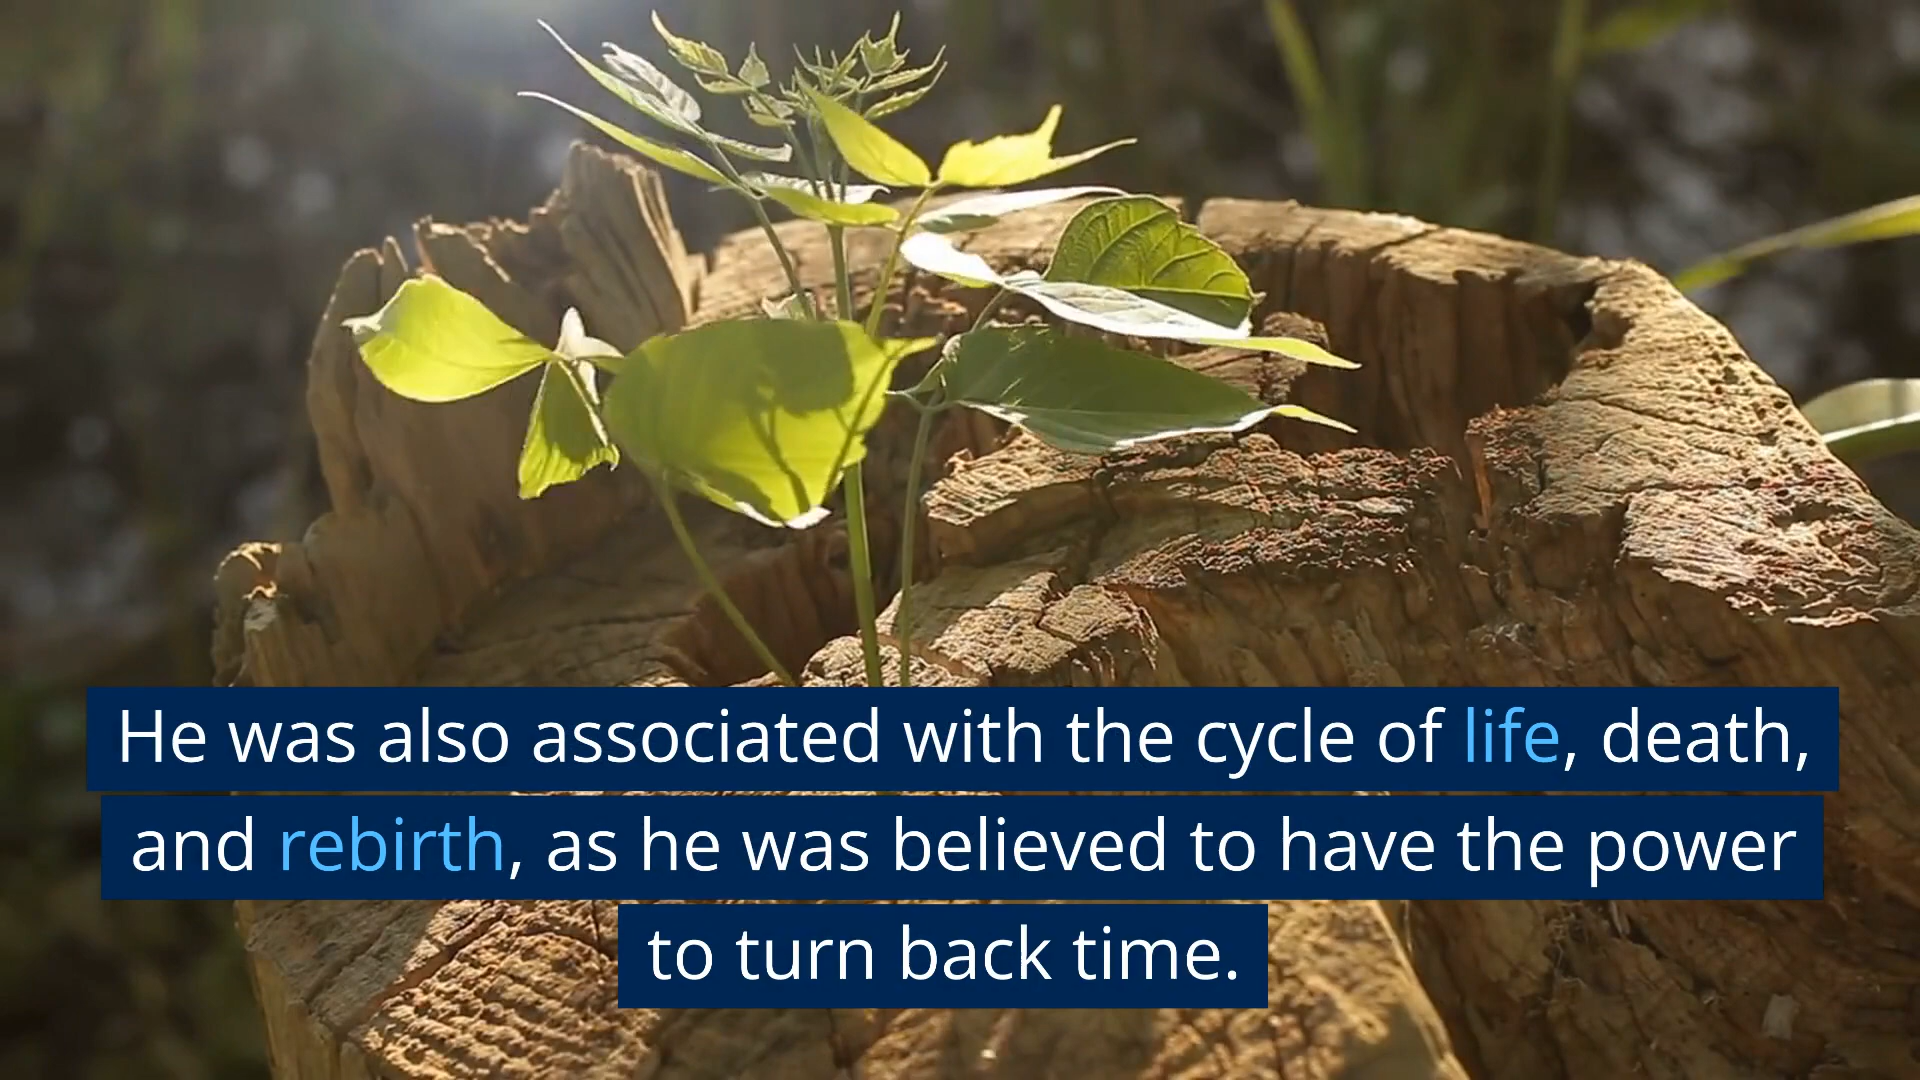 He was also associated with the cycle of life, death,
and rebirth, as he was believed to have the power
to turn back time.